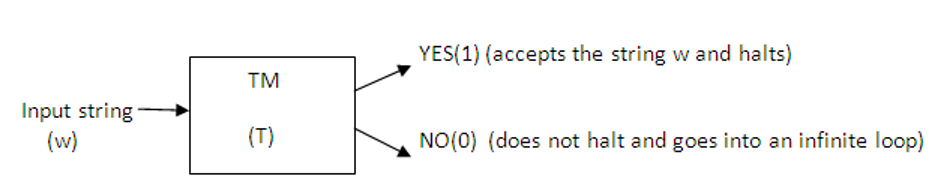 YES(1) (accepts the string w and halts)
TM
Input string
(w)
(T)
NO(0) (does not halt and goes into an infinite loop)